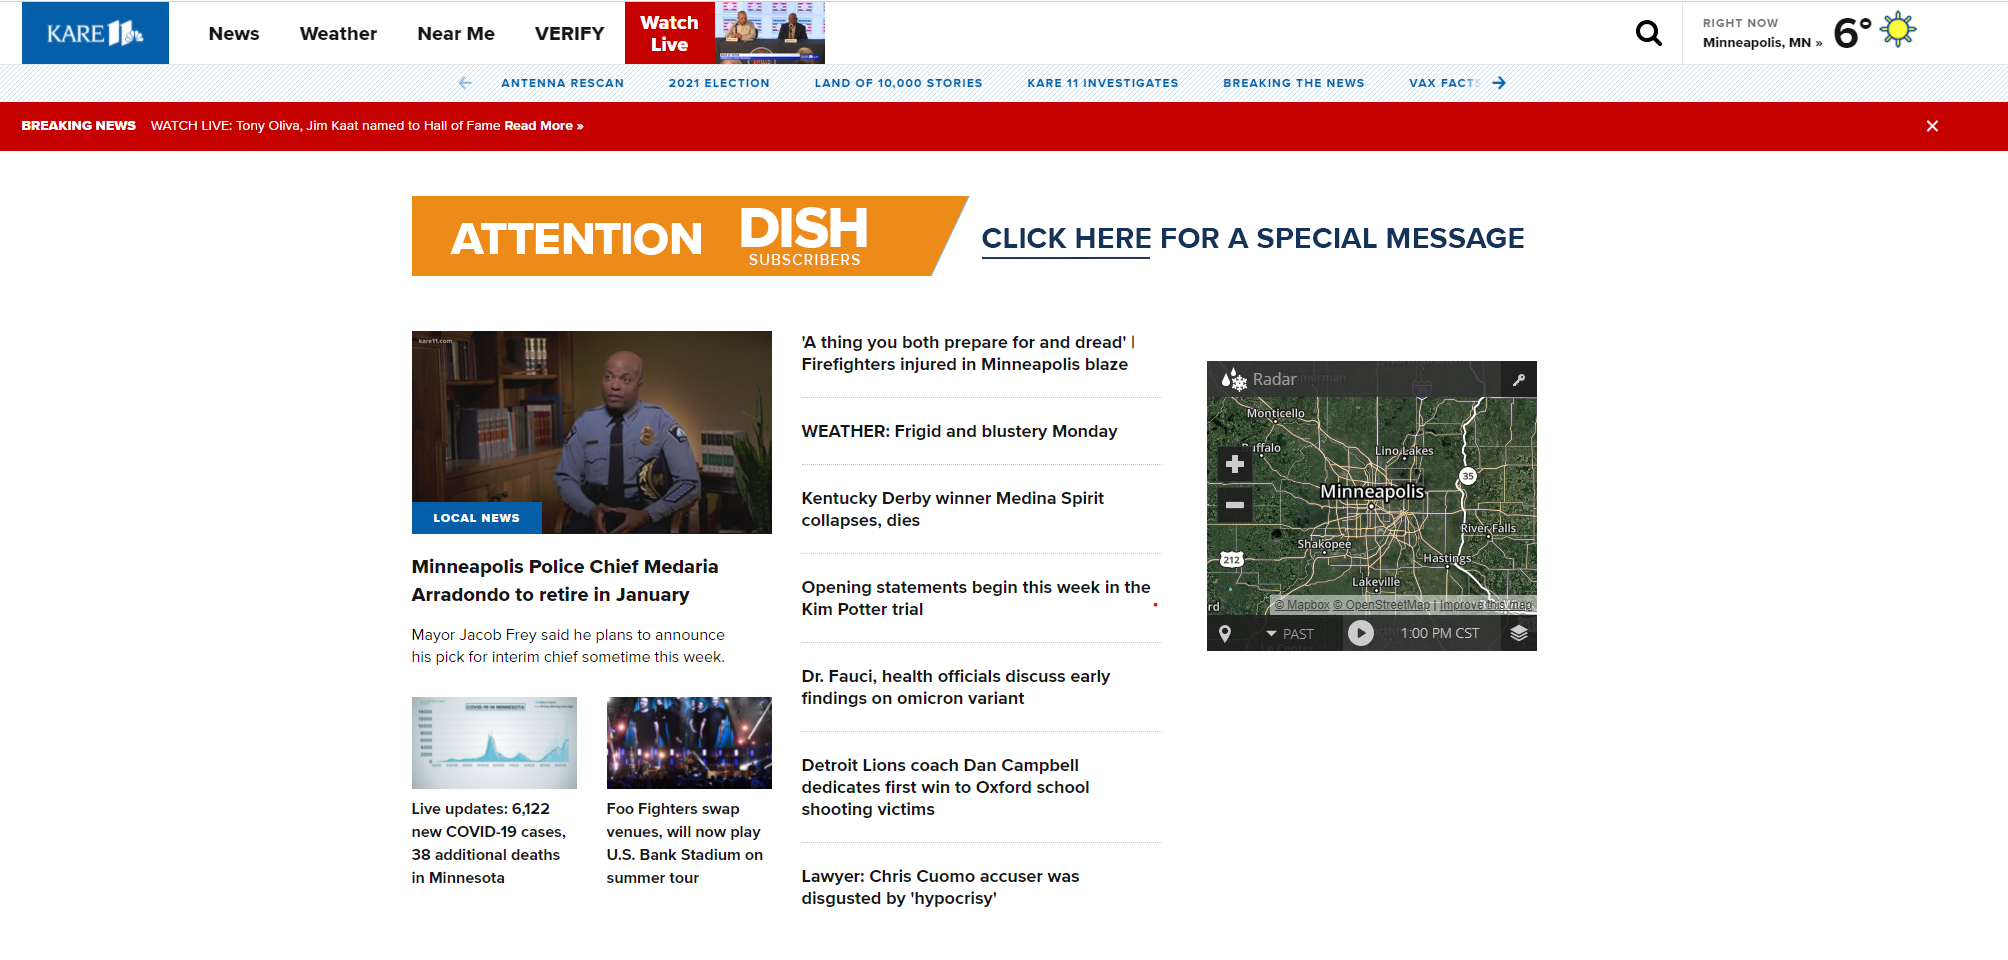 KARE 11
News
Weather
Near Me
VERIFY
Watch
Live
RIGHT NOW
Minneapolis, MN »
6°
ANTENNA RESCAN
2021 ELECTION
LAND OF 10,000 STORIES
KARE 11 INVESTIGATES
BREAKING THE NEWS
VAX FACTS
BREAKING NEWS WATCH LIVE: Tony Oliva, Jim Kaat named to Hall of Fame Read More »
ATTENTION
DISH
SUBSCRIBERS
CLICK HERE FOR A SPECIAL MESSAGE
kare11.com
LOCAL NEWS
Minneapolis Police Chief Medaria
Arradondo to retire in January
Mayor Jacob Frey said he plans to announce
his pick for interim chief sometime this week.
COVID-19 IN MINNESOTA
Live updates: 6,122
new COVID-19 cases,
38 additional deaths
in Minnesota
Foo Fighters swap
venues, will now play
U.S. Bank Stadium on
summer tour
'A thing you both prepare for and dread' |
Firefighters injured in Minneapolis blaze
WEATHER: Frigid and blustery Monday
Kentucky Derby winner Medina Spirit
collapses, dies
Opening statements begin this week in the
Kim Potter trial
Dr. Fauci, health officials discuss early
findings on omicron variant
Detroit Lions coach Dan Campbell
dedicates first win to Oxford school
shooting victims
Lawyer: Chris Cuomo accuser was
disgusted by 'hypocrisy'
Radar
Monticello
Buffalo
Lino Lakes
35
Minneapolis
River Falls
Shakopee
212
Hastings
Lakeville
rd
© Mapbox © OpenStreetMap | Improve this map
PAST
1:00 PM CST